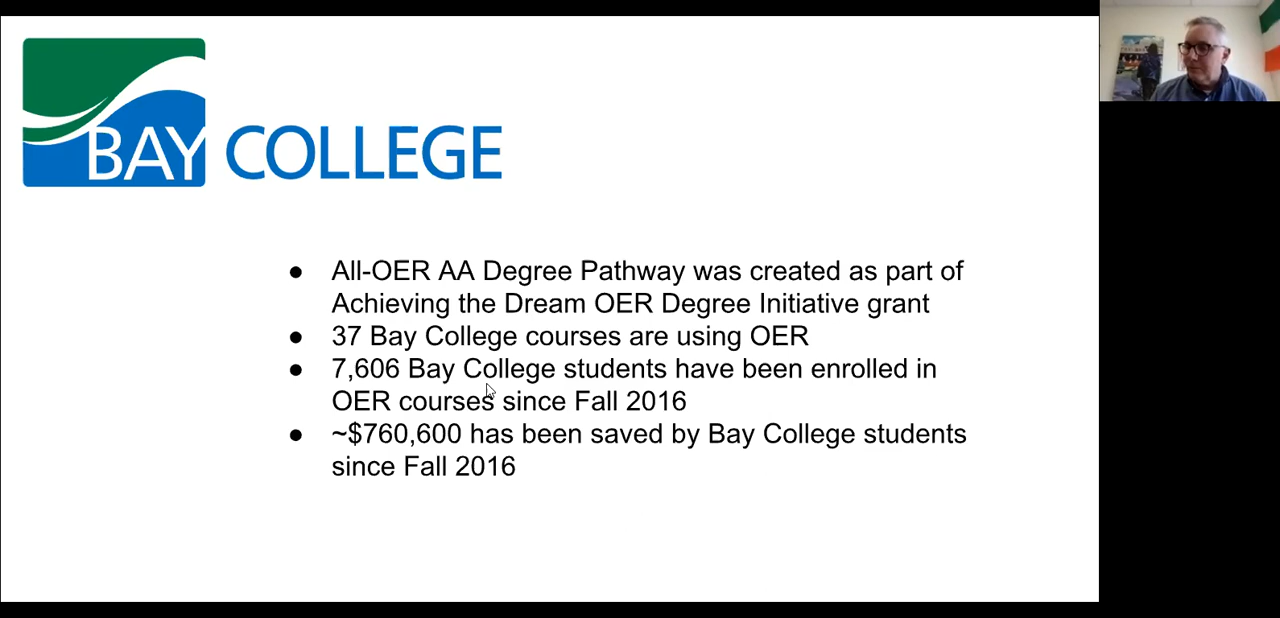 BAY COLLEGE
● All-OER AA Degree Pathway was created as part of
Achieving the Dream OER Degree Initiative grant
● 37 Bay College courses are using OER
● 7,606 Bay College students have been enrolled in
OER courses since Fall 2016
● ~$760,600 has been saved by Bay College students
since Fall 2016